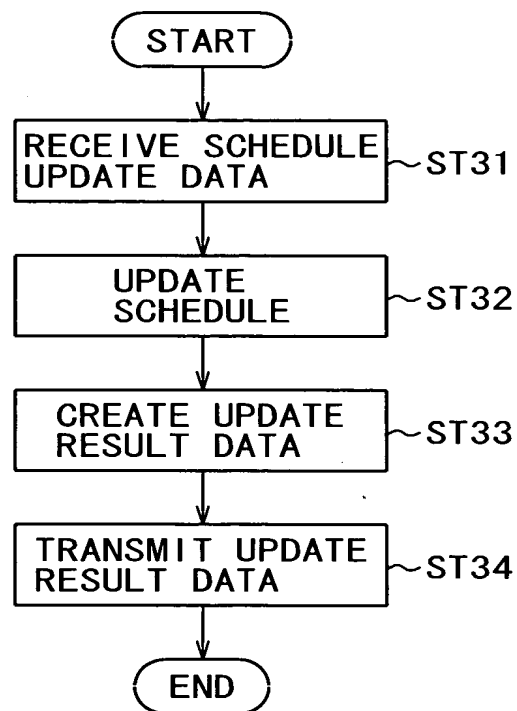 START
RECEIVE SCHEDULE
UPDATE DATA
ST31
UPDATE
SCHEDULE
ST32
CREATE UPDATE
RESULT DATA
ST33
TRANSMIT UPDATE
RESULT DATA
ST34
END